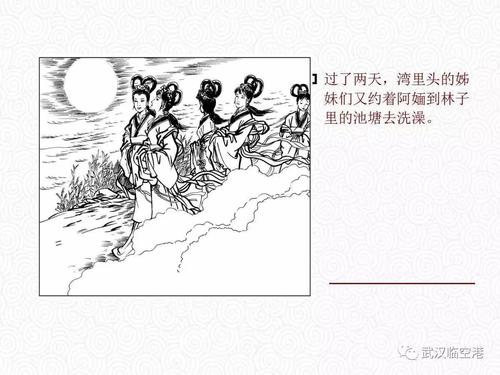 过了两天，湾里头的姊
妹们又约着阿婳到林子
里的池塘去洗澡。
武汉临空港